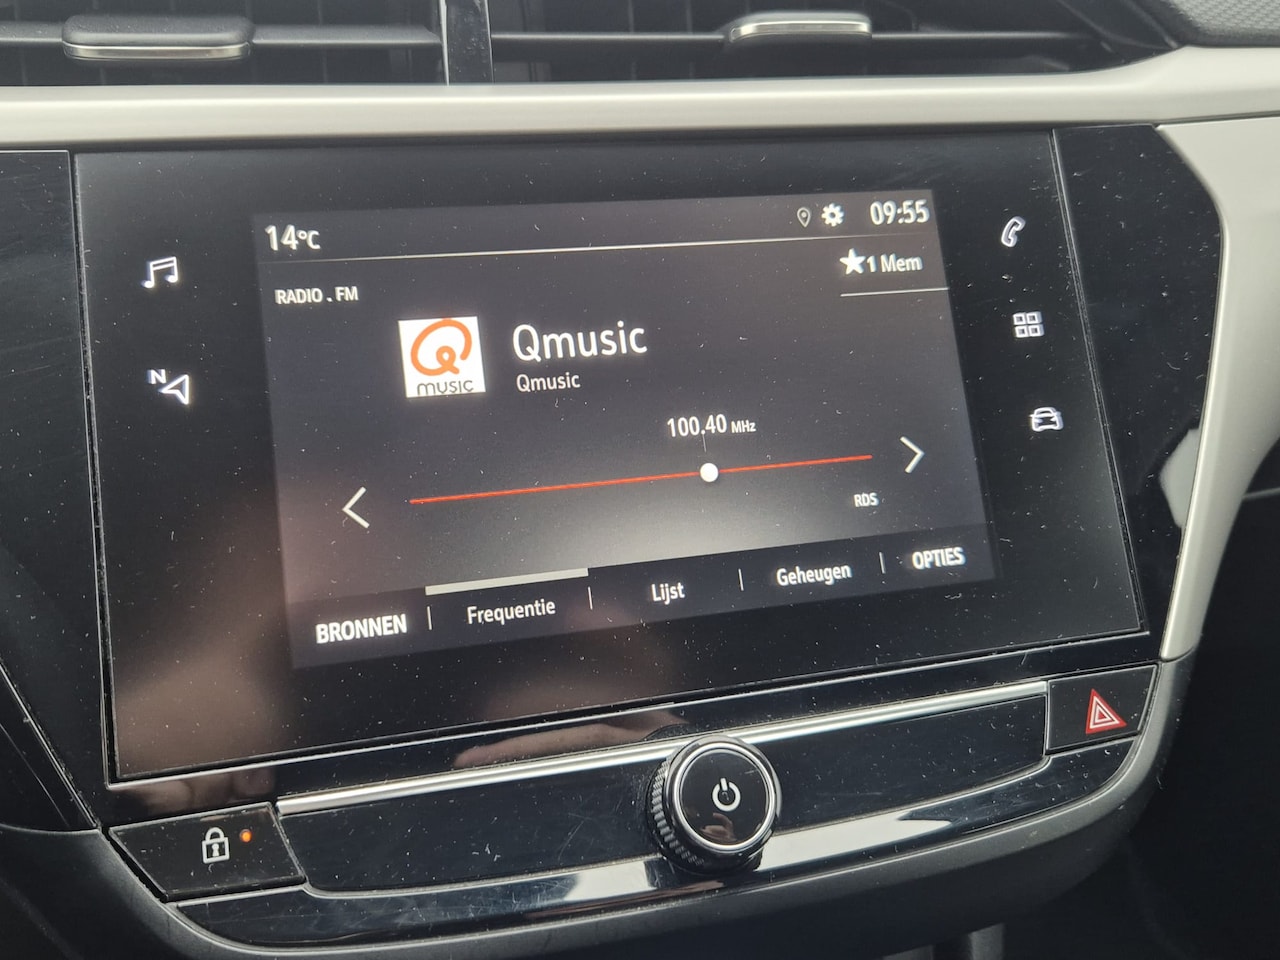 14°C
09:55
1 Mem
RADIO . FM
Qmusic
MUSIC
Qmusic
100.40 MHz
RDS
BRONNEN
Frequentie
Lijst
Geheugen
OPTIES
N